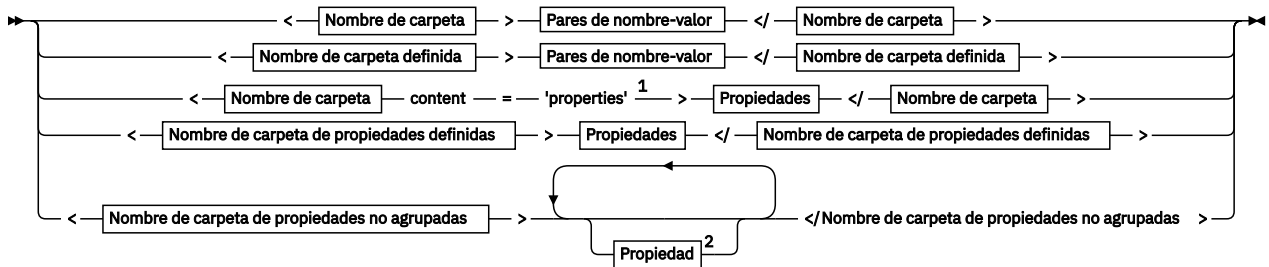 < Nombre de carpeta > Pares de nombre-valor </ Nombre de carpeta >
< Nombre de carpeta definida > Pares de nombre-valor </ Nombre de carpeta definida >
< Nombre de carpeta content = 'properties' 1 > Propiedades </ Nombre de carpeta >
< Nombre de carpeta de propiedades definidas > Propiedades </ Nombre de carpeta de propiedades definidas >
< Nombre de carpeta de propiedades no agrupadas > </ Nombre de carpeta de propiedades no agrupadas >
Propiedad 2